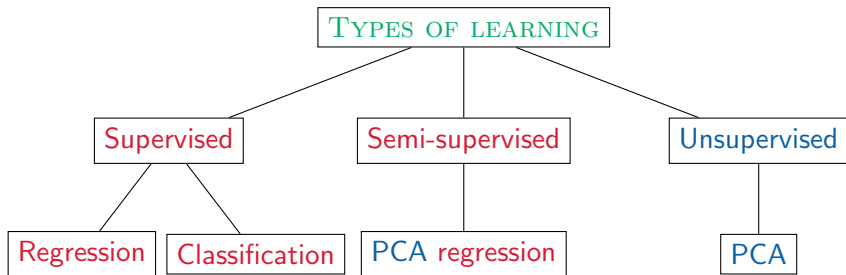 TYPES OF LEARNING
Supervised
Semi-supervised
Unsupervised
Regression
Classification
PCA regression
PCA